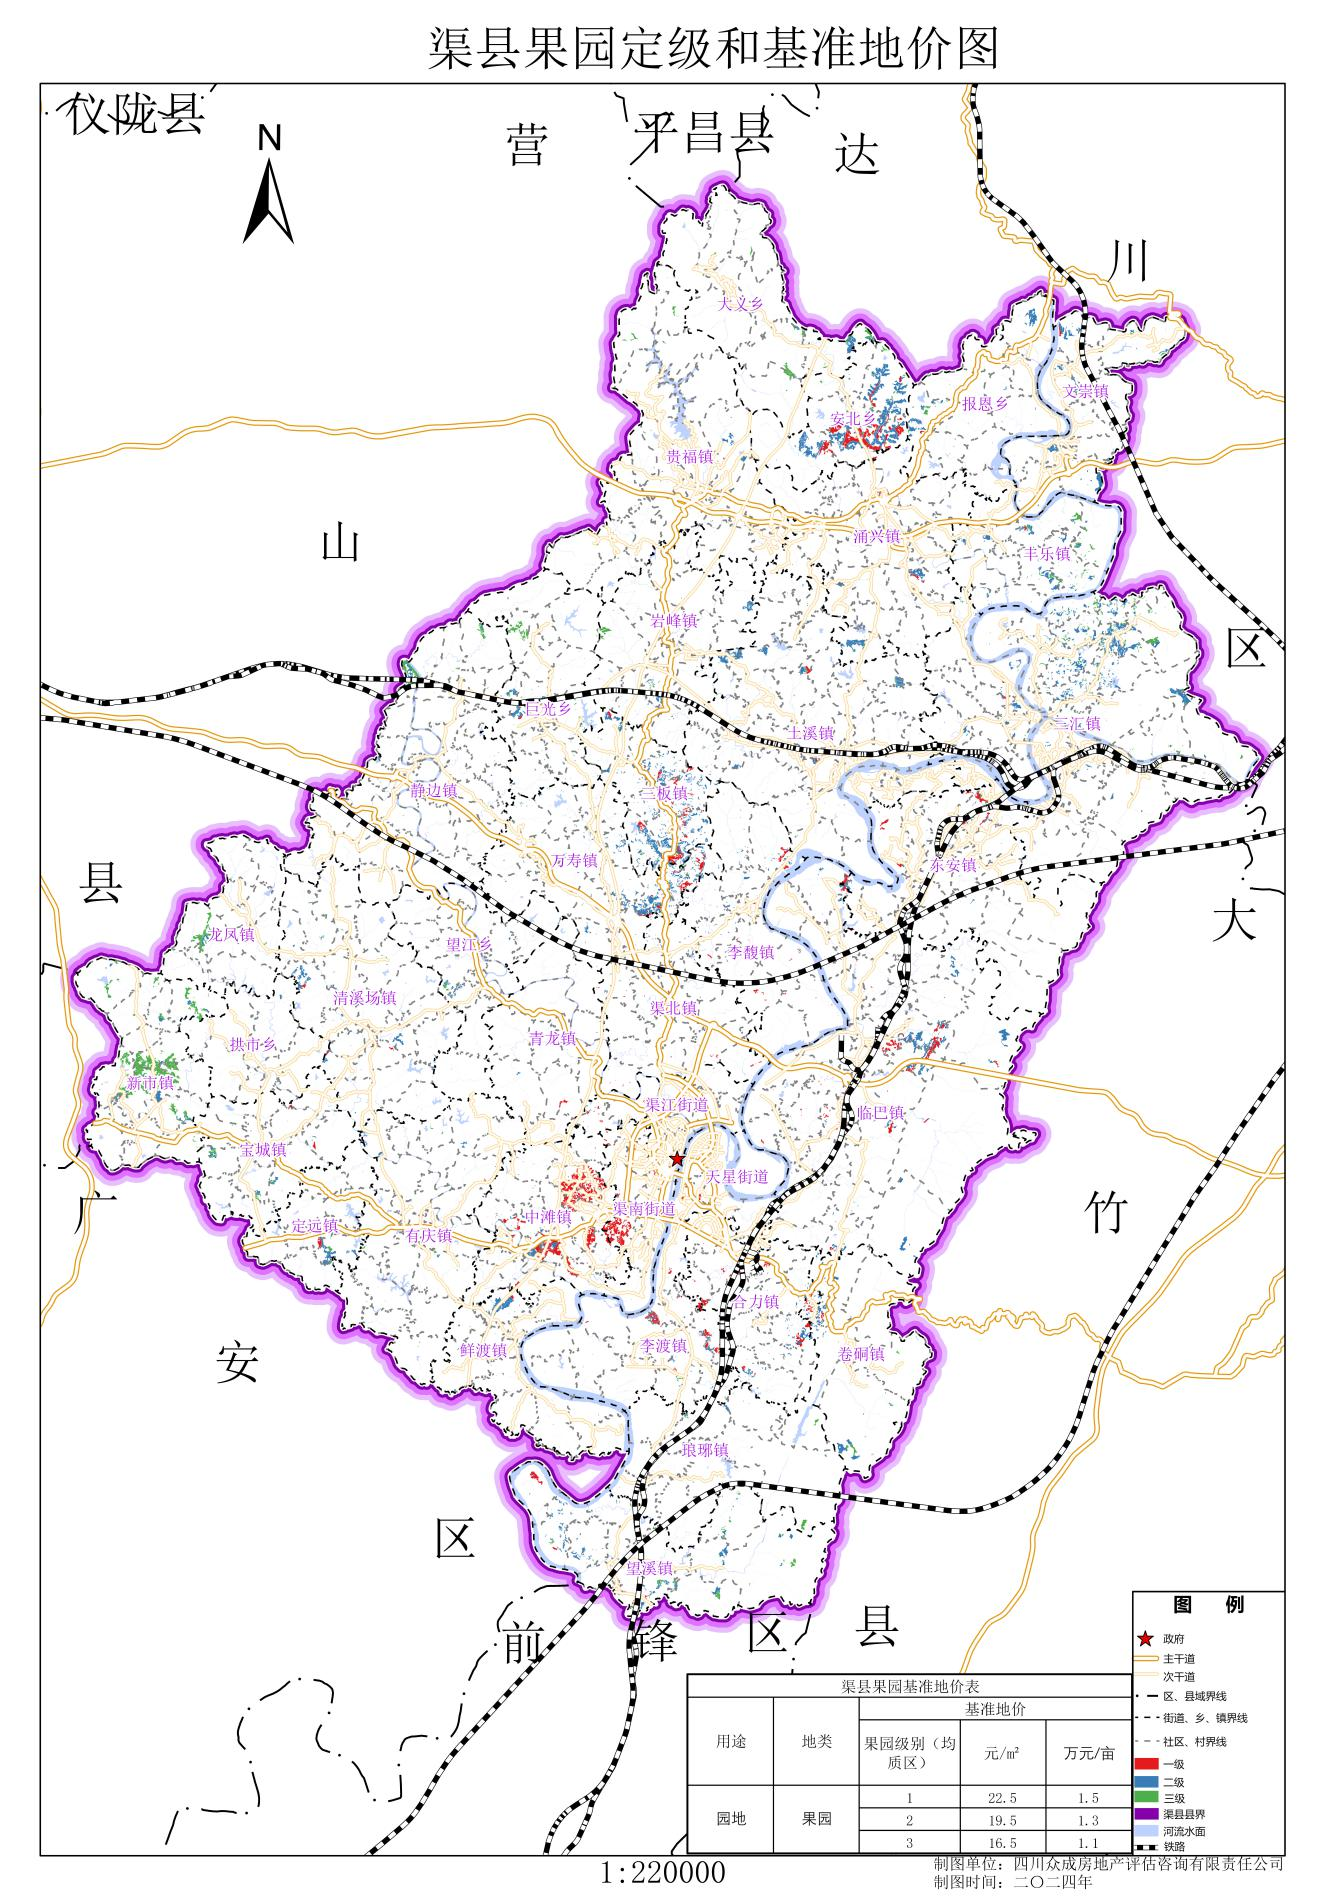 渠县果园定级和基准地价图
仪陇县
N
营
平昌县
达
川
山
区
县
大
广
竹
安
区
前
锋
区
县
大义乡
安北乡
报恩乡
文崇镇
贵福镇
涌兴镇
丰乐镇
岩峰镇
巨光乡
土溪镇
三汇镇
静边镇
三板镇
万寿镇
东安镇
龙凤镇
望江乡
李馥镇
清溪场镇
渠北镇
拱市乡
青龙镇
新市镇
渠江街道
临巴镇
宝城镇
天星街道
定远镇
有庆镇
中滩镇
渠南街道
合力镇
鲜渡镇
李渡镇
卷硐镇
琅琊镇
望溪镇
图 例
政府
主干道
次干道
区、县域界线
街道、乡、镇界线
社区、村界线
一级
二级
三级
渠县县界
河流水面
铁路
渠县果园基准地价表
用途 地类 基准地价
果园级别（均质区） 元/㎡ 万元/亩
园地 果园 1 22.5 1.5
2 19.5 1.3
3 16.5 1.1
1:220000
制图单位：四川众成房地产评估咨询有限责任公司
制图时间：二〇二四年